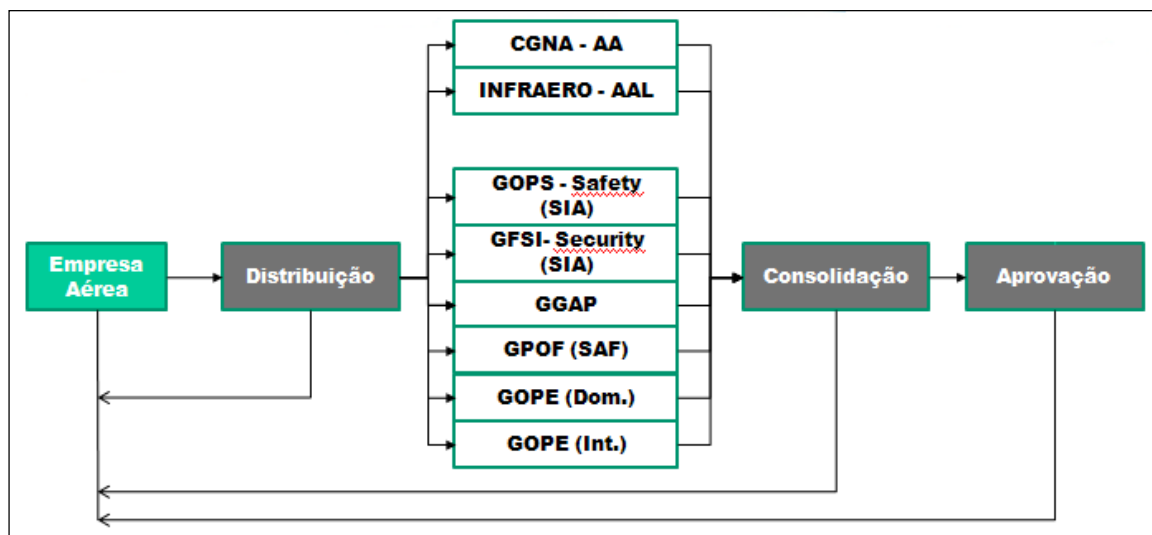 CGNA - AA
INFRAERO - AAL
GOPS - Safety
(SIA)
GFSI- Security
(SIA)
Empresa
Aérea
Distribuição
GGAP
Consolidação
Aprovação
GPOF (SAF)
GOPE (Dom.)
GOPE (Int.)